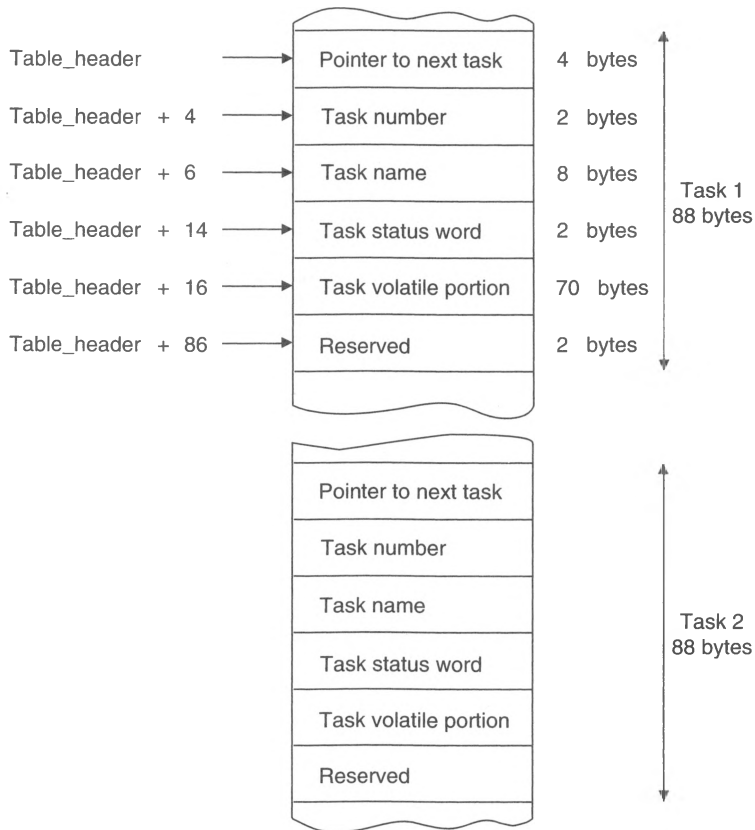 Table_header Pointer to next task 4 bytes
Table_header + 4 Task number 2 bytes
Table_header + 6 Task name 8 bytes
Task 1
88 bytes
Table_header + 14 Task status word 2 bytes
Table_header + 16 Task volatile portion 70 bytes
Table_header + 86 Reserved 2 bytes
Pointer to next task
Task number
Task name
Task 2
88 bytes
Task status word
Task volatile portion
Reserved